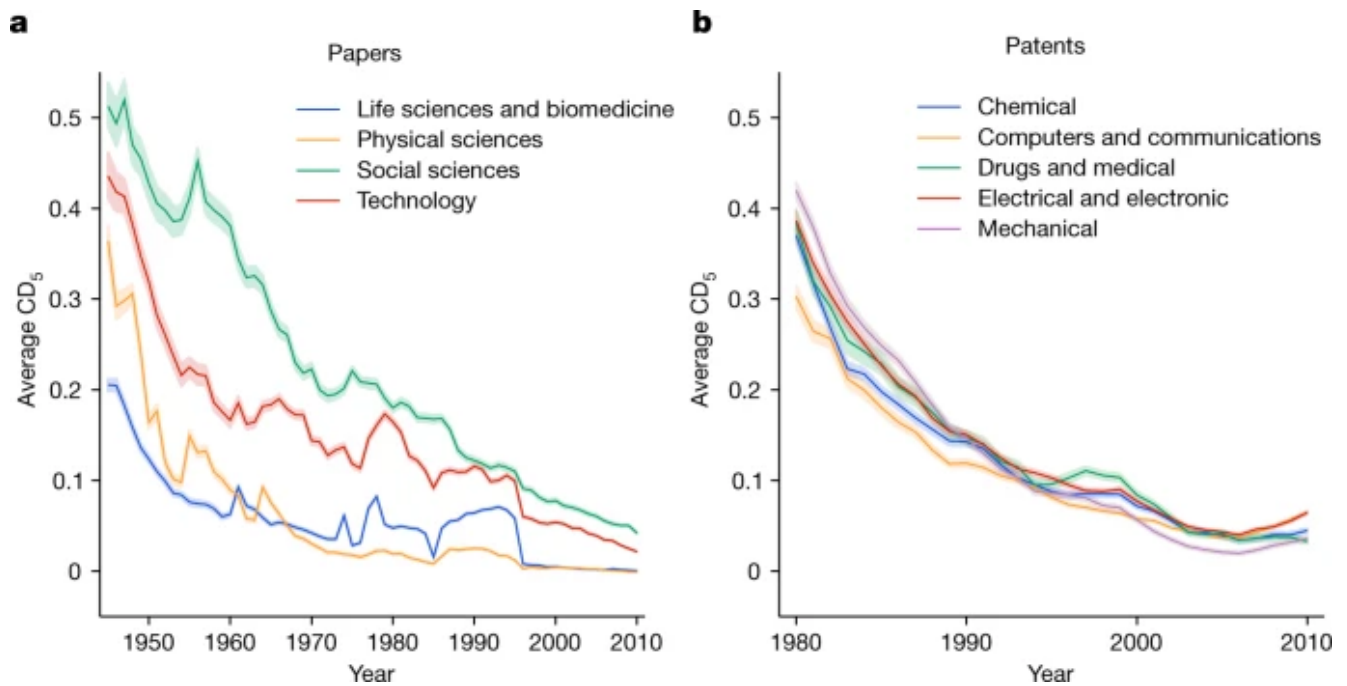 a
Papers
Life sciences and biomedicine
Physical sciences
Social sciences
Technology
Average CD5
0.5
0.4
0.3
0.2
0.1
0
1950 1960 1970 1980 1990 2000 2010
Year
b
Patents
Chemical
Computers and communications
Drugs and medical
Electrical and electronic
Mechanical
Average CD5
0.5
0.4
0.3
0.2
0.1
0
1980 1990 2000 2010
Year